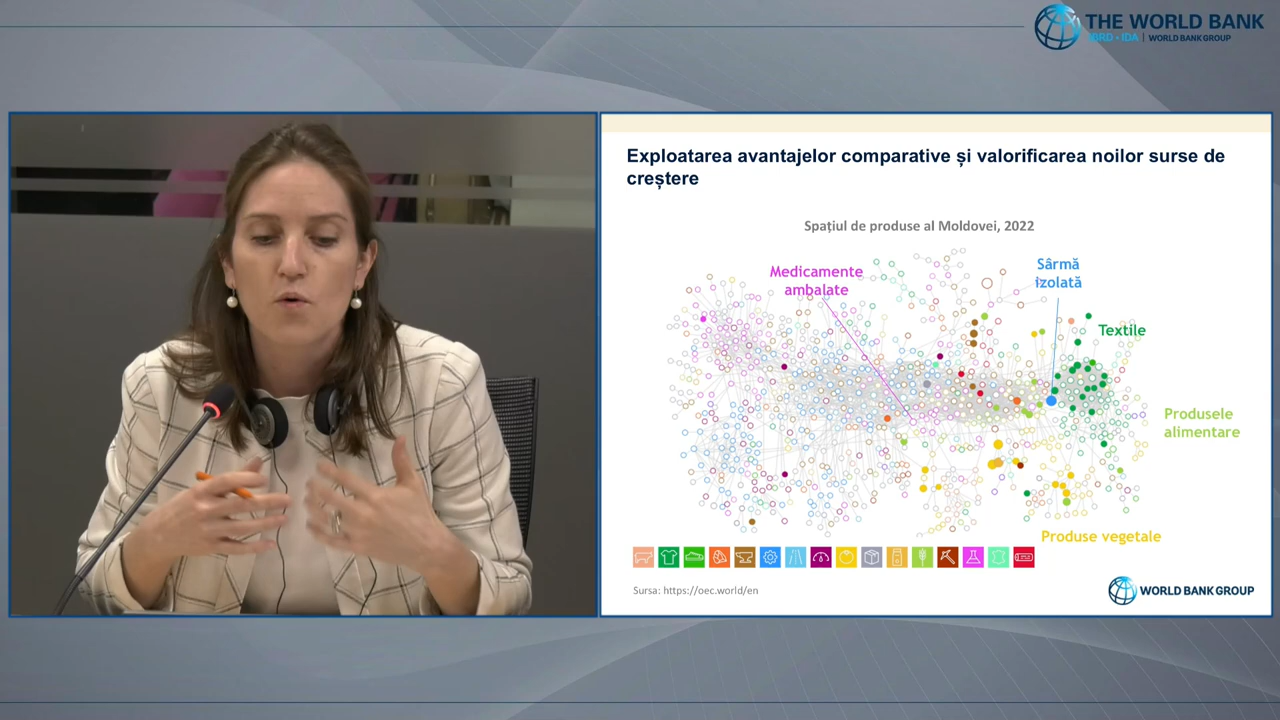 THE WORLD BANK
IBRD • IDA | WORLD BANK GROUP
Exploatarea avantajelor comparative și valorificarea noilor surse de
creștere
Spațiul de produse al Moldovei, 2022
Medicamente
ambalate
Sârmă
izolată
Textile
Produsele
alimentare
Produse vegetale
Sursa: https://oec.world/en
WORLD BANK GROUP